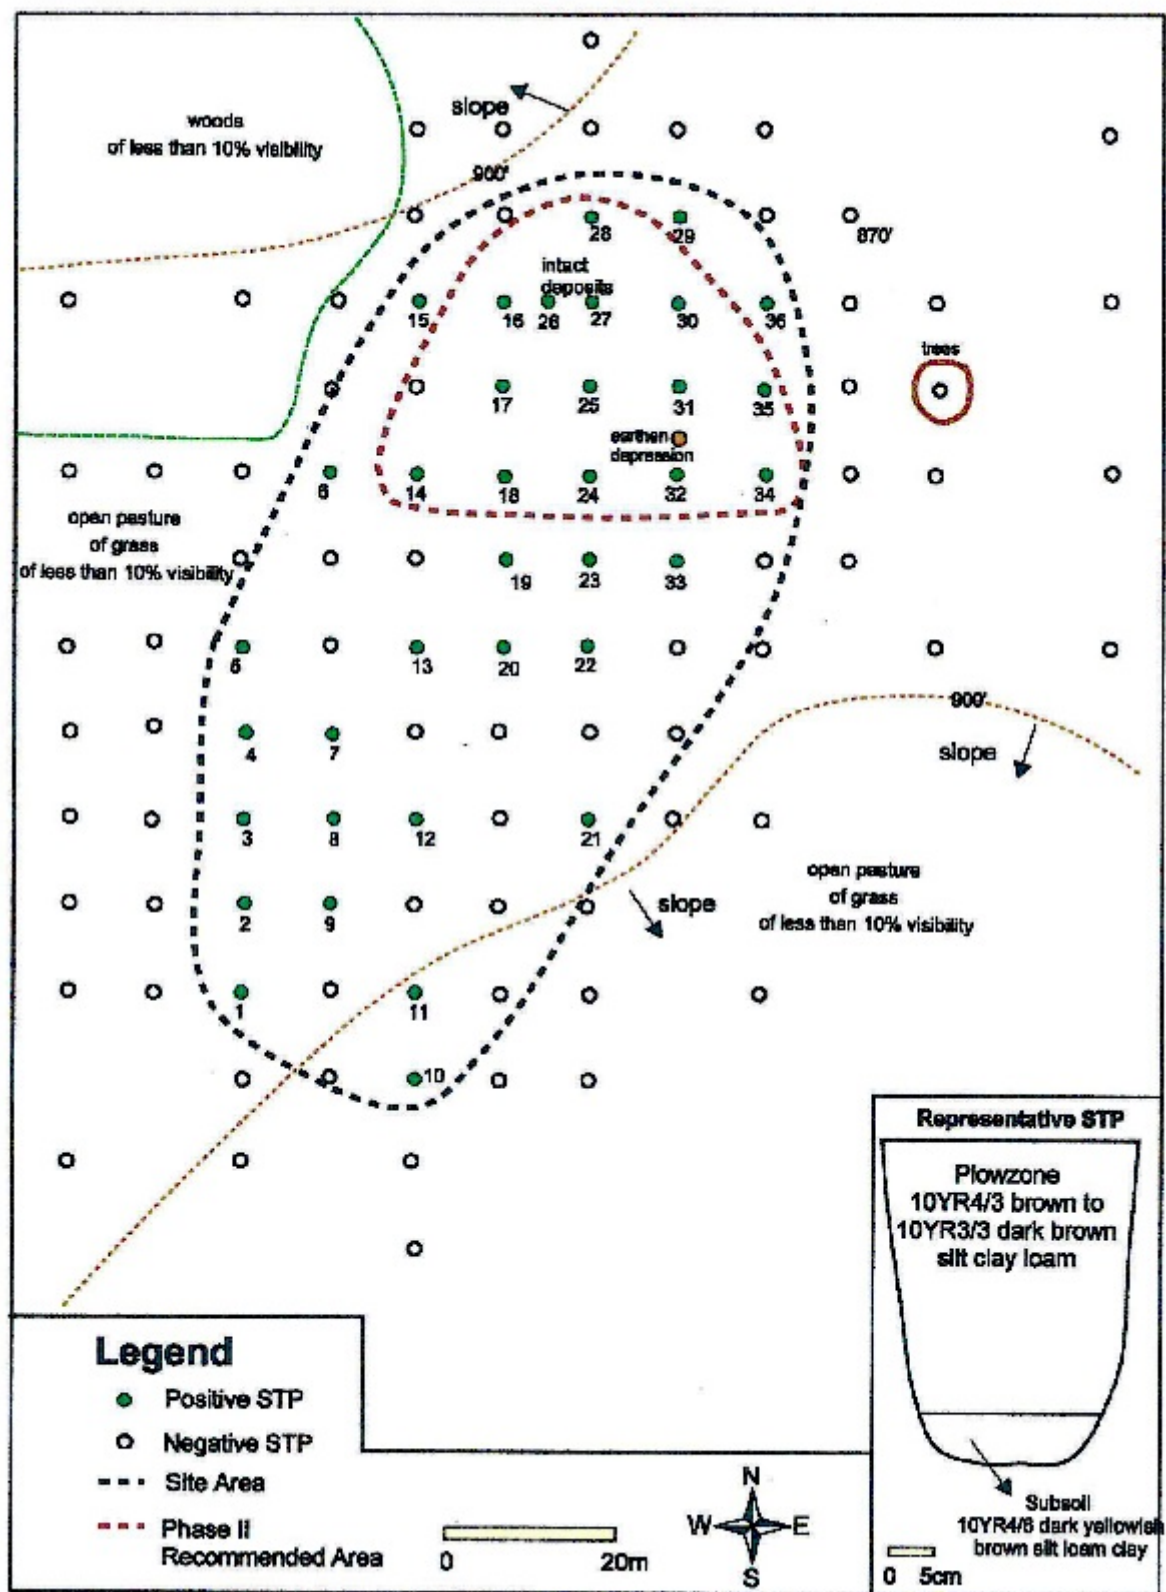 slope
woods
of less than 10% visibility
900'
28
29
870'
intact
deposits
15
16
26
27
30
36
trees
17
25
31
35
earthen
depression
6
14
18
24
32
34
open pasture
of grass
of less than 10% visibility
19
23
33
5
13
20
22
900'
slope
4
7
3
8
12
21
open pasture
of grass
of less than 10% visibility
slope
2
9
1
11
10
Representative STP
Plowzone
10YR4/3 brown to
10YR3/3 dark brown
silt clay loam
Subsoil
10YR4/6 dark yellowish
brown silt loam clay
0 5cm
Legend
Positive STP
Negative STP
Site Area
Phase II
Recommended Area
0 20m
N
W E
S